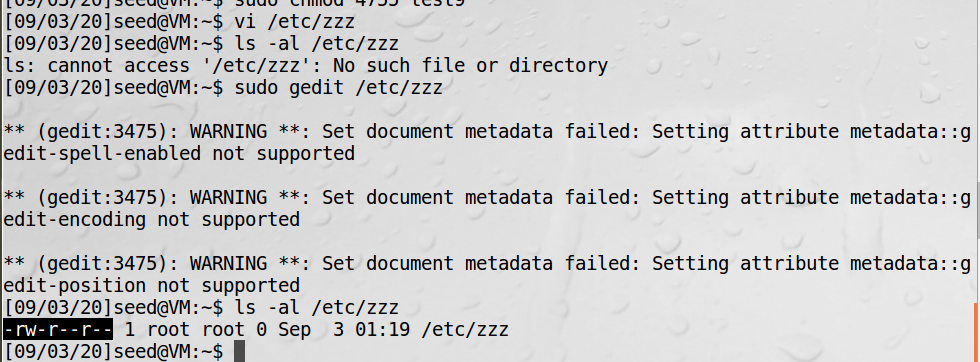 [09/03/20]seed@VM:~$ sudo chmod 4755 test9
[09/03/20]seed@VM:~$ vi /etc/zzz
[09/03/20]seed@VM:~$ ls -al /etc/zzz
ls: cannot access '/etc/zzz': No such file or directory
[09/03/20]seed@VM:~$ sudo gedit /etc/zzz
** (gedit:3475): WARNING **: Set document metadata failed: Setting attribute metadata::g
edit-spell-enabled not supported
** (gedit:3475): WARNING **: Set document metadata failed: Setting attribute metadata::g
edit-encoding not supported
** (gedit:3475): WARNING **: Set document metadata failed: Setting attribute metadata::g
edit-position not supported
[09/03/20]seed@VM:~$ ls -al /etc/zzz
-rw-r--r-- 1 root root 0 Sep  3 01:19 /etc/zzz
[09/03/20]seed@VM:~$